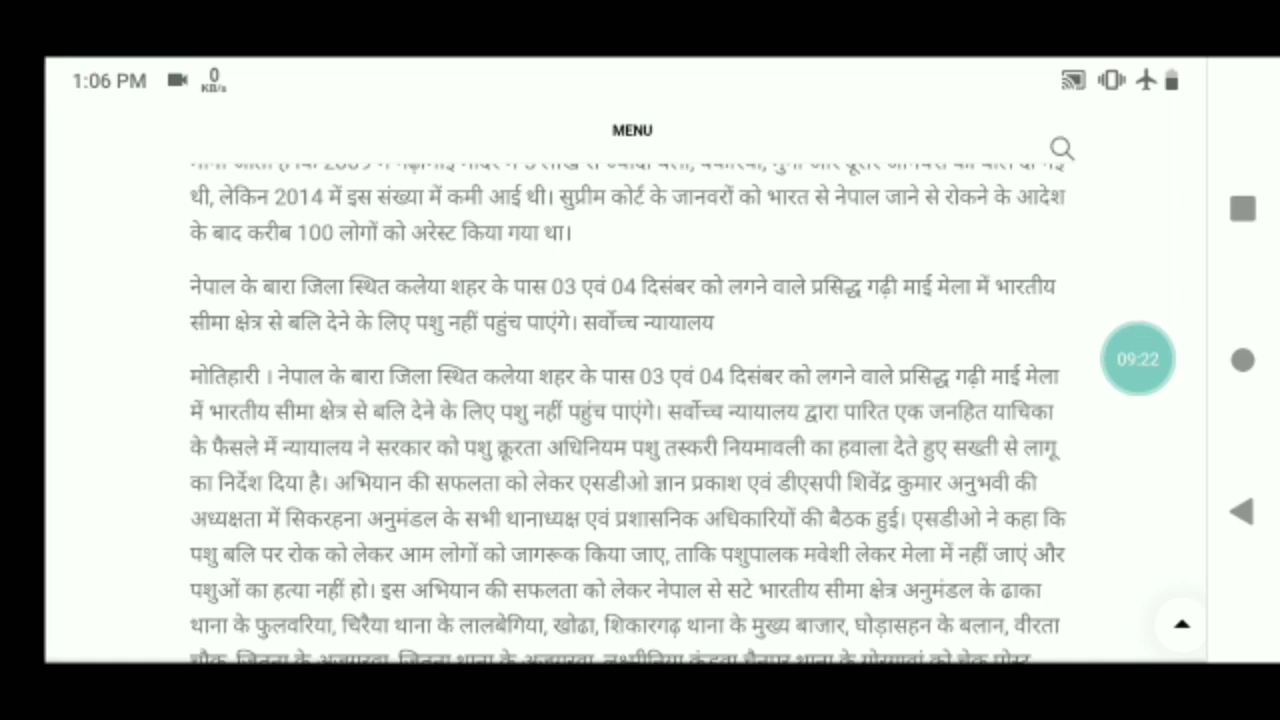 1:06 PM
0
KB/s
MENU
थी, लेकिन 2014 में इस संख्या में कमी आई थी। सुप्रीम कोर्ट के जानवरों को भारत से नेपाल जाने से रोकने के आदेश
के बाद करीब 100 लोगों को अरेस्ट किया गया था।
नेपाल के बारा जिला स्थित कलेया शहर के पास 03 एवं 04 दिसंबर को लगने वाले प्रसिद्ध गढ़ी माई मेला में भारतीय
सीमा क्षेत्र से बलि देने के लिए पशु नहीं पहुंच पाएंगे। सर्वोच्च न्यायालय
09:22
मोतिहारी । नेपाल के बारा जिला स्थित कलेया शहर के पास 03 एवं 04 दिसंबर को लगने वाले प्रसिद्ध गढ़ी माई मेला
में भारतीय सीमा क्षेत्र से बलि देने के लिए पशु नहीं पहुंच पाएंगे। सर्वोच्च न्यायालय द्वारा पारित एक जनहित याचिका
के फैसले में न्यायालय ने सरकार को पशु क्रूरता अधिनियम पशु तस्करी नियमावली का हवाला देते हुए सख्ती से लागू
का निर्देश दिया है। अभियान की सफलता को लेकर एसडीओ ज्ञान प्रकाश एवं डीएसपी शिवेंद्र कुमार अनुभवी की
अध्यक्षता में सिकरहना अनुमंडल के सभी थानाध्यक्ष एवं प्रशासनिक अधिकारियों की बैठक हुई। एसडीओ ने कहा कि
पशु बलि पर रोक को लेकर आम लोगों को जागरूक किया जाए, ताकि पशुपालक मवेशी लेकर मेला में नहीं जाएं और
पशुओं का हत्या नहीं हो। इस अभियान की सफलता को लेकर नेपाल से सटे भारतीय सीमा क्षेत्र अनुमंडल के ढाका
थाना के फुलवरिया, चिरैया थाना के लालबेगिया, खोढा, शिकारगढ़ थाना के मुख्य बाजार, घोड़ासहन के बलान, वीरता